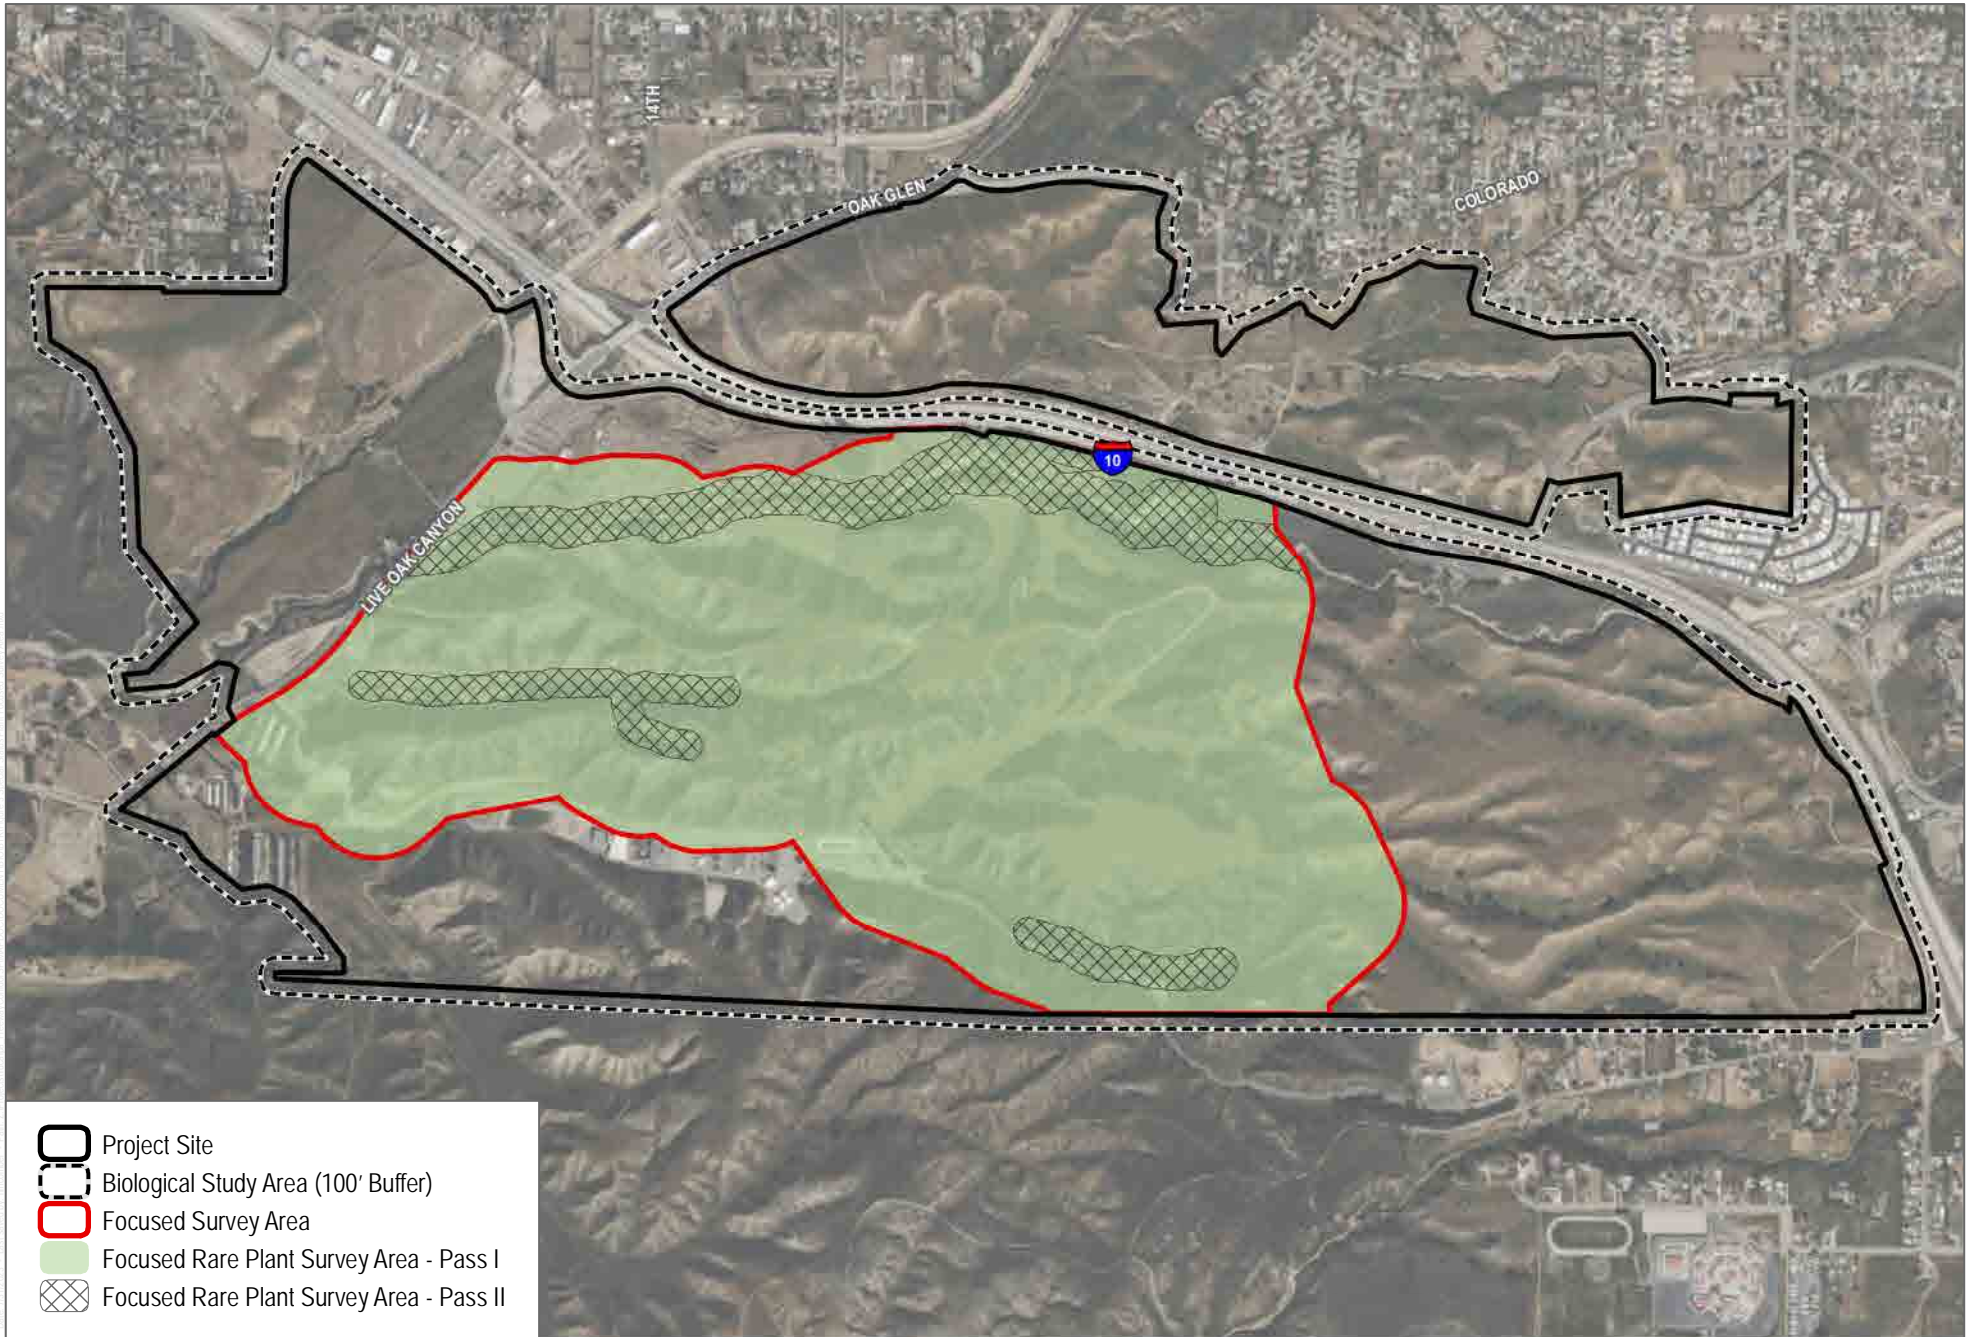 14TH
OAK GLEN
COLORADO
10
LIVE OAK CANYON
Project Site
Biological Study Area (100' Buffer)
Focused Survey Area
Focused Rare Plant Survey Area - Pass I
Focused Rare Plant Survey Area - Pass II